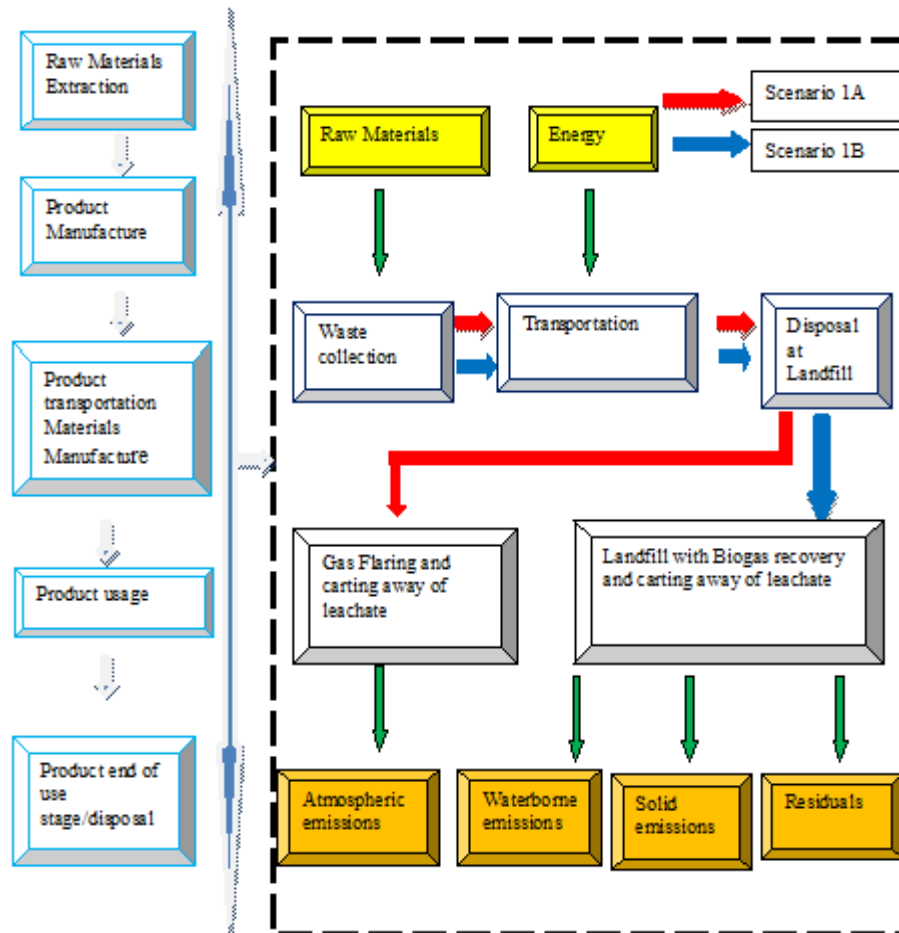 Raw Materials
Extraction
Product
Manufacture
Product
transportation
Materials
Manufacture
Product usage
Product end of
use
stage/disposal
Raw Materials
Energy
Scenario 1A
Scenario 1B
Waste
collection
Transportation
Disposal
at
Landfill
Gas Flaring and
carting away of
leachate
Landfill with Biogas recovery
and carting away of leachate
Atmospheric
emissions
Waterborne
emissions
Solid
emissions
Residuals